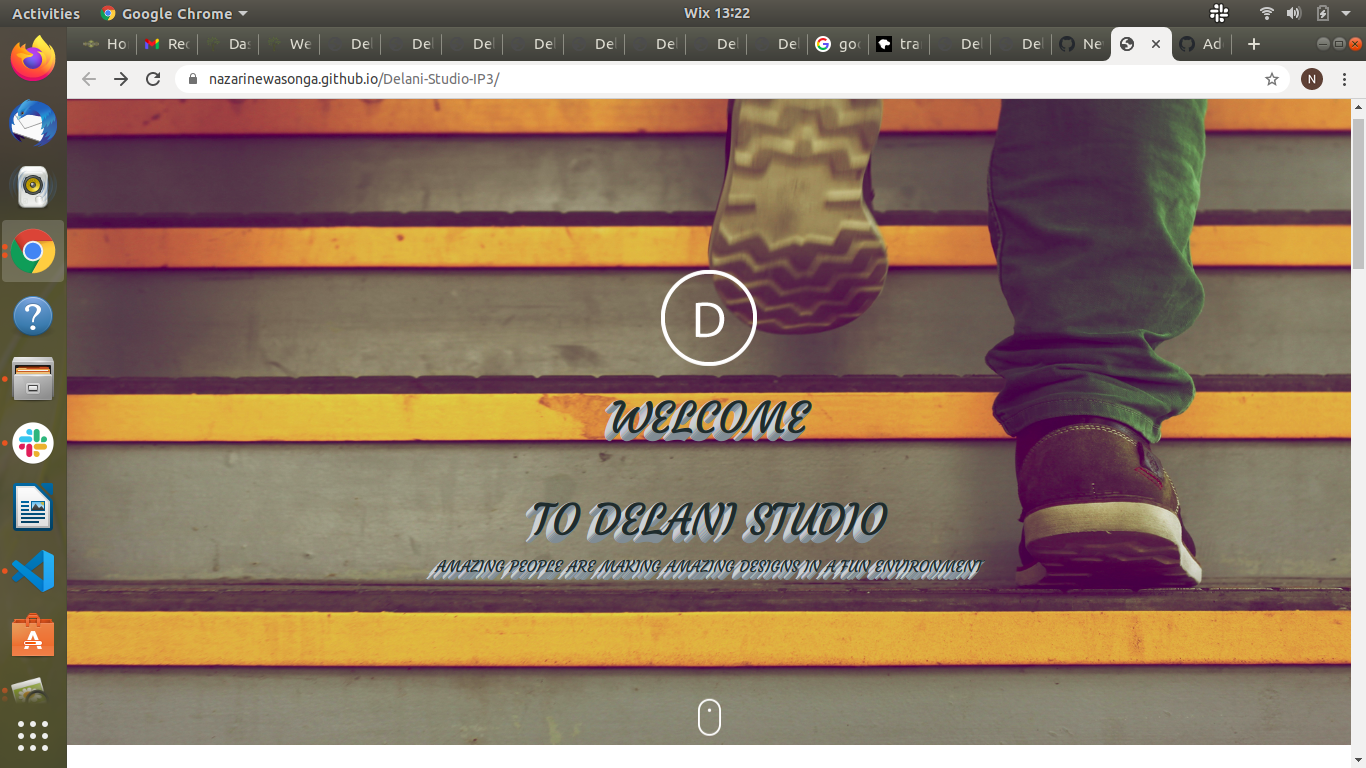 Activities
Google Chrome
Wix 13:22
Ho
Rec
Das
We
Del
Del
Del
Del
Del
Del
Del
Del
goo
tra
Del
Del
Ne
Ad
nazarinewasonga.github.io/Delani-Studio-IP3/
N
D
WELCOME
TO DELANI STUDIO
AMAZING PEOPLE ARE MAKING AMAZING DESIGNS IN A FUN ENVIRONMENT